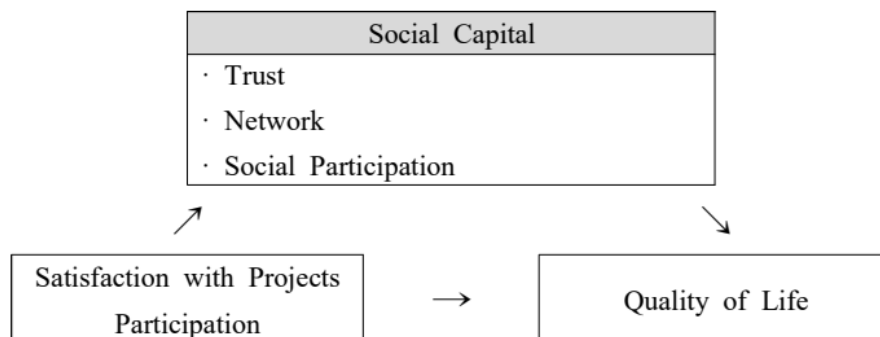 Social Capital
· Trust
· Network
· Social Participation
Satisfaction with Projects
Participation
Quality of Life